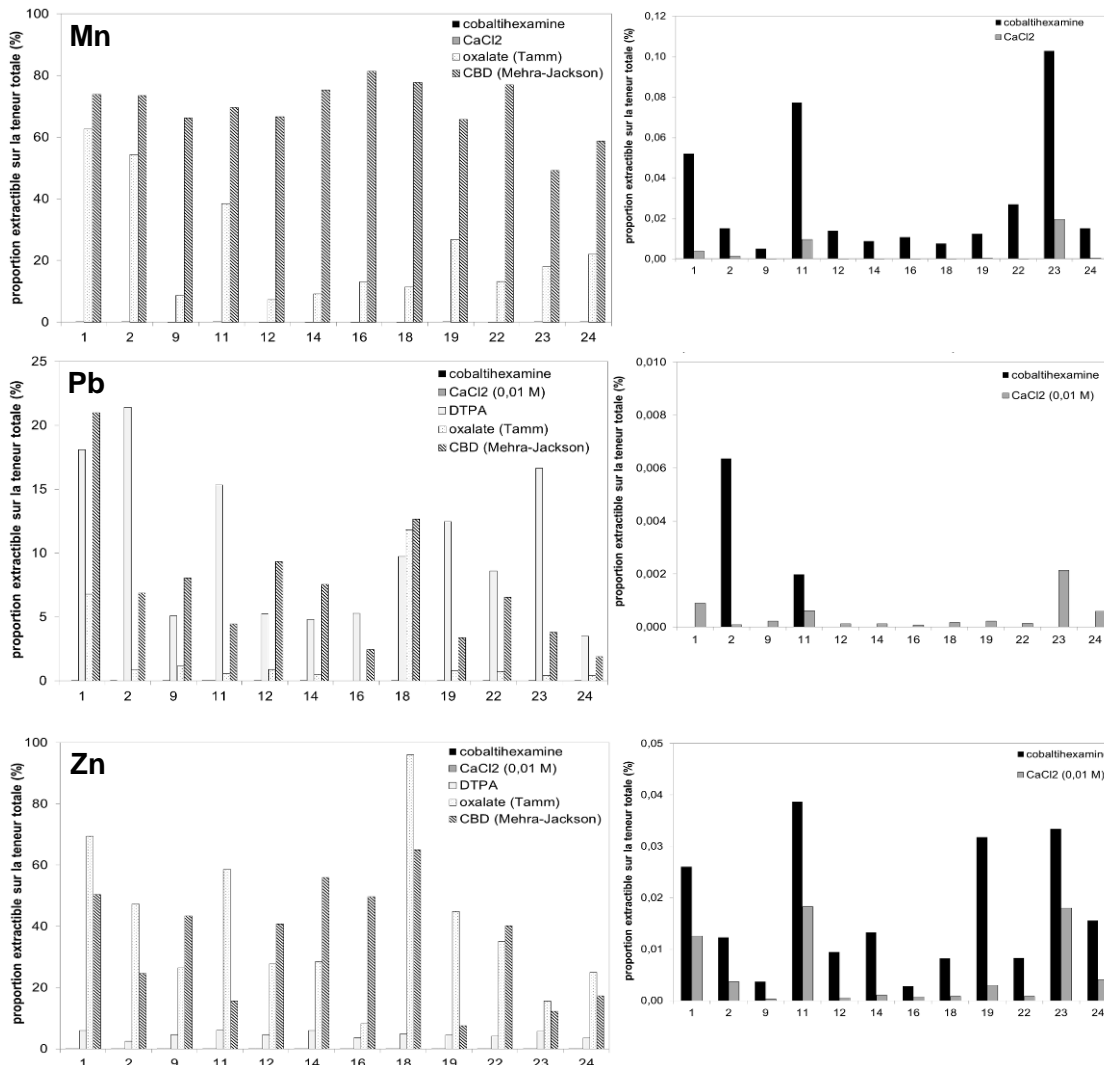 Mn
proportion extractible sur la teneur totale (%)
100
80
60
40
20
0
cobaltihexamine
CaCl2
oxalate (Tamm)
CBD (Mehra-Jackson)
1 2 9 11 12 14 16 18 19 22 23 24
proportion extractible sur la teneur totale (%)
0,12
0,10
0,08
0,06
0,04
0,02
0,00
cobaltihexamine
CaCl2
1 2 9 11 12 14 16 18 19 22 23 24
Pb
proportion extractible sur la teneur totale (%)
25
20
15
10
5
0
cobaltihexamine
CaCl2 (0,01 M)
DTPA
oxalate (Tamm)
CBD (Mehra-Jackson)
1 2 9 11 12 14 16 18 19 22 23 24
proportion extractible sur la teneur totale (%)
0,010
0,008
0,006
0,004
0,002
0,000
cobaltihexamine
CaCl2 (0,01 M)
1 2 9 11 12 14 16 18 19 22 23 24
Zn
proportion extractible sur la teneur totale (%)
100
80
60
40
20
0
cobaltihexamine
CaCl2 (0,01 M)
DTPA
oxalate (Tamm)
CBD (Mehra-Jackson)
1 2 9 11 12 14 16 18 19 22 23 24
proportion extractible sur la teneur totale (%)
0,05
0,04
0,03
0,02
0,01
0,00
cobaltihexamine
CaCl2 (0,01 M)
1 2 9 11 12 14 16 18 19 22 23 24